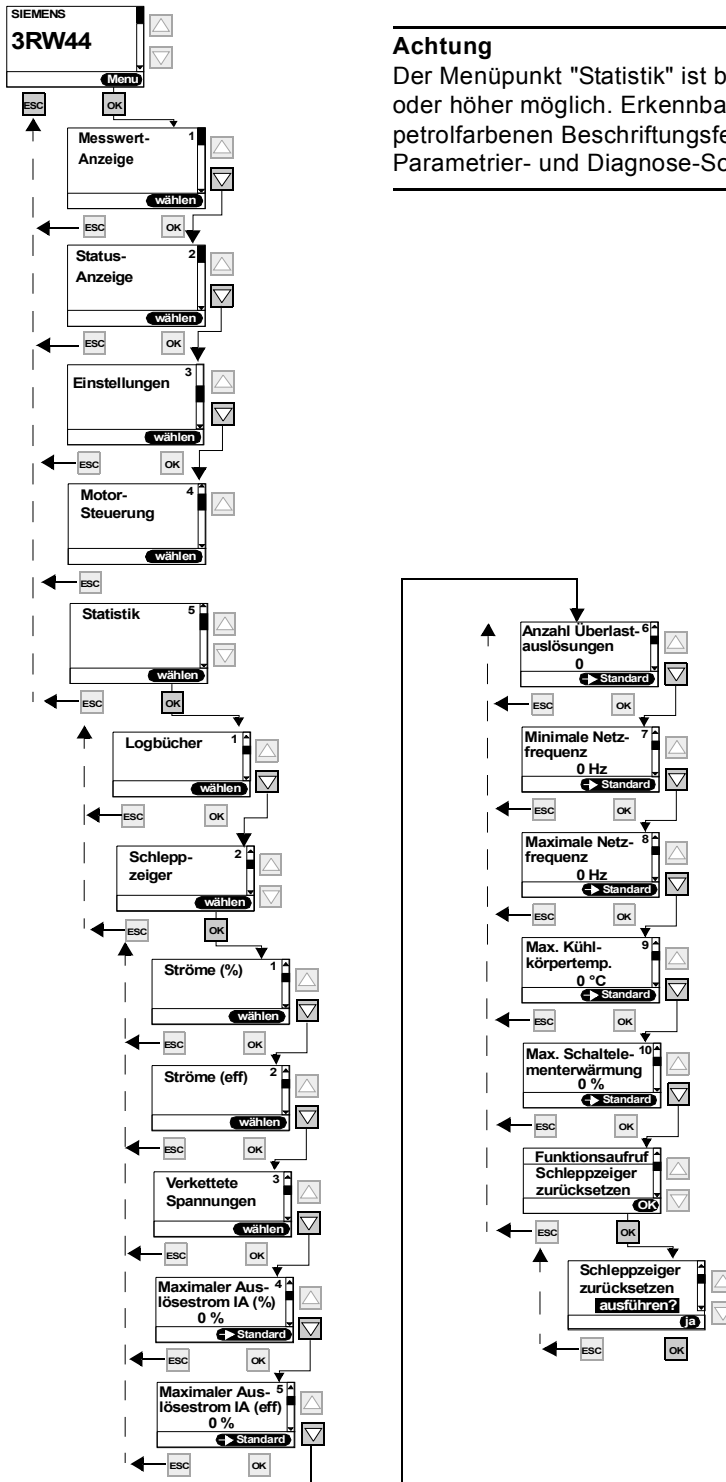 SIEMENS
3RW44
Menu
ESC
OK
Achtung
Der Menüpunkt "Statistik" ist b
oder höher möglich. Erkennba
petrolfarbenen Beschriftungsfe
Parametrier- und Diagnose-So
Messwert- 1
Anzeige
wählen
ESC
OK
Status- 2
Anzeige
wählen
ESC
OK
3
Einstellungen
wählen
ESC
OK
Motor- 4
Steuerung
wählen
ESC
Statistik 5
wählen
ESC
OK
Logbücher 1
wählen
ESC
OK
Schlepp- 2
zeiger
wählen
ESC
OK
Ströme (%) 1
wählen
ESC
OK
Ströme (eff) 2
wählen
ESC
OK
Verkettete 3
Spannungen
wählen
ESC
OK
Maximaler Aus- 4
lösestrom IA (%)
0 %
Standard
ESC
OK
Maximaler Aus- 5
lösestrom IA (eff)
0 %
Standard
ESC
OK
Anzahl Überlast- 6
auslösungen
0
Standard
ESC
OK
Minimale Netz- 7
frequenz
0 Hz
Standard
ESC
OK
Maximale Netz- 8
frequenz
0 Hz
Standard
ESC
OK
Max. Kühl- 9
körpertemp.
0 °C
Standard
ESC
OK
Max. Schaltele- 10
menterwärmung
0 %
Standard
ESC
OK
Funktionsaufruf
Schleppzeiger
zurücksetzen
OK
ESC
OK
Schleppzeiger
zurücksetzen
ausführen?
ja
ESC
OK